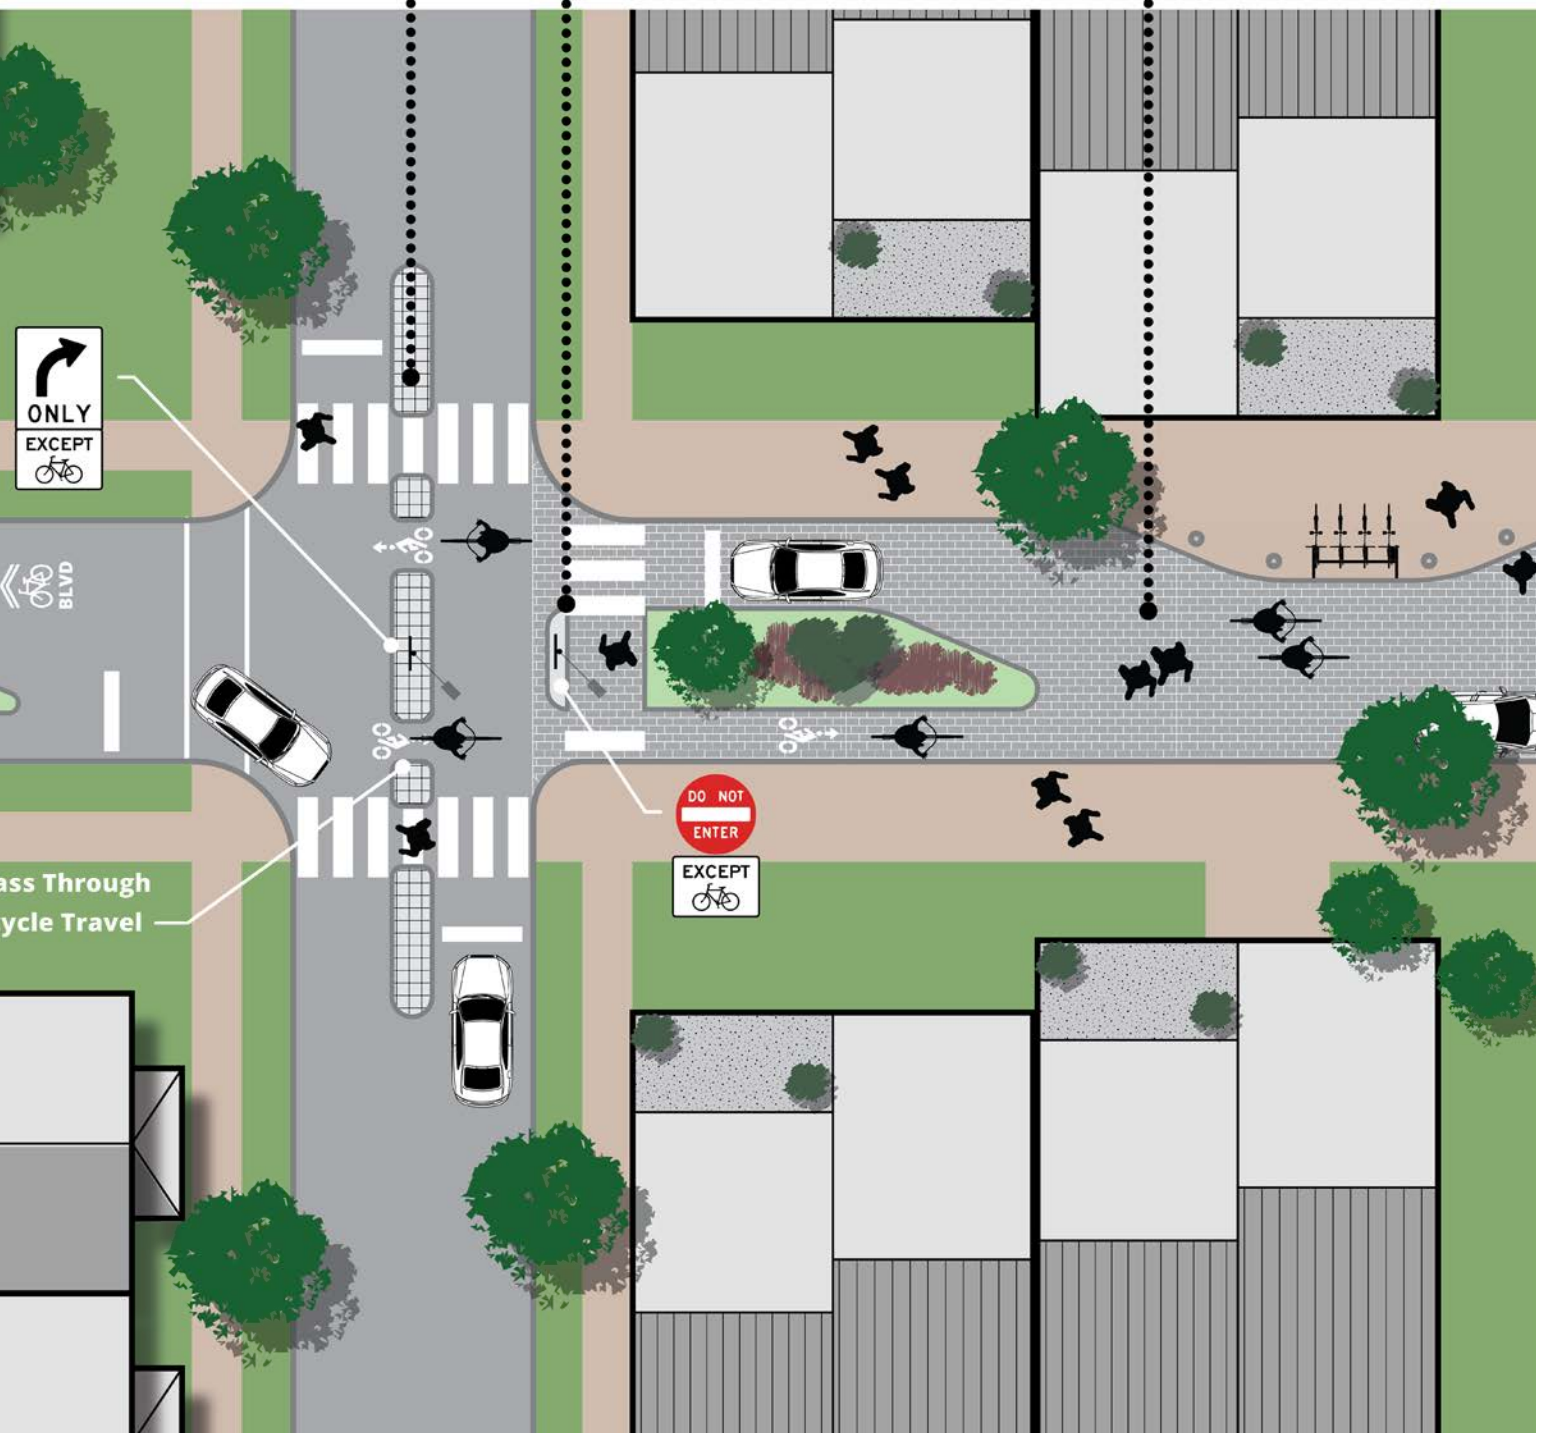 ONLY
EXCEPT
BLVD
DO NOT
ENTER
EXCEPT
ass Through
ycle Travel